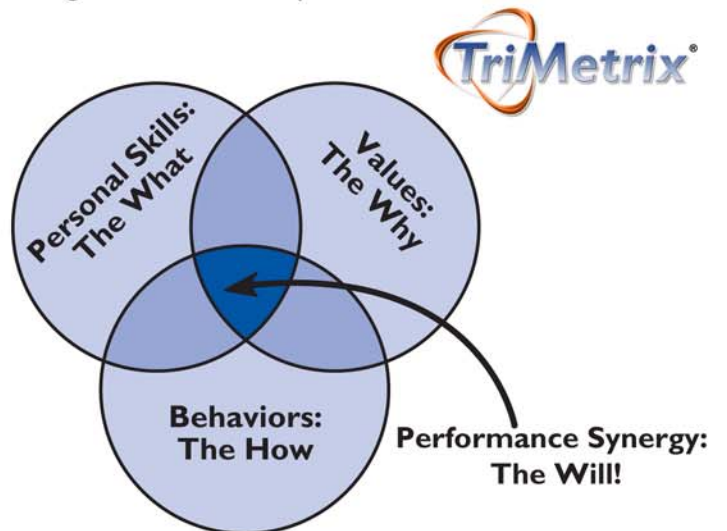 TriMetrix®
Personal Skills:
The What
Values:
The Why
Behaviors:
The How
Performance Synergy:
The Will!